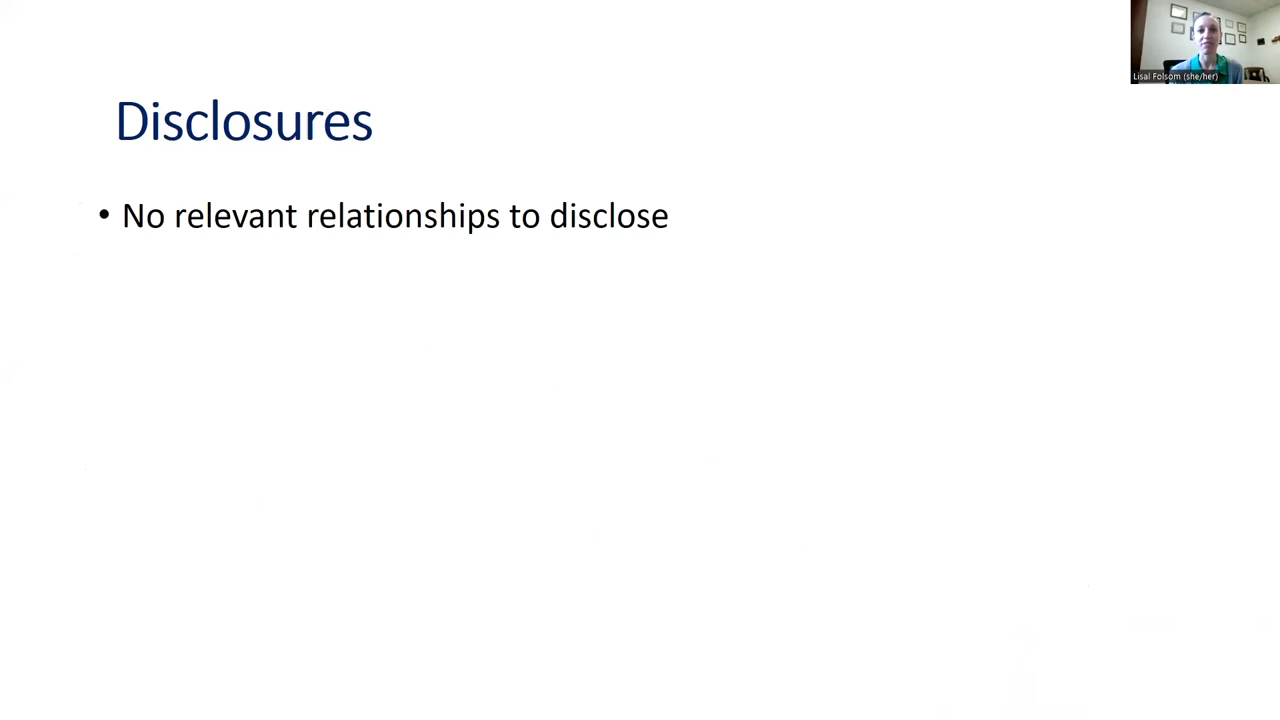 Lisal Folsom (she/her)
Disclosures
• No relevant relationships to disclose